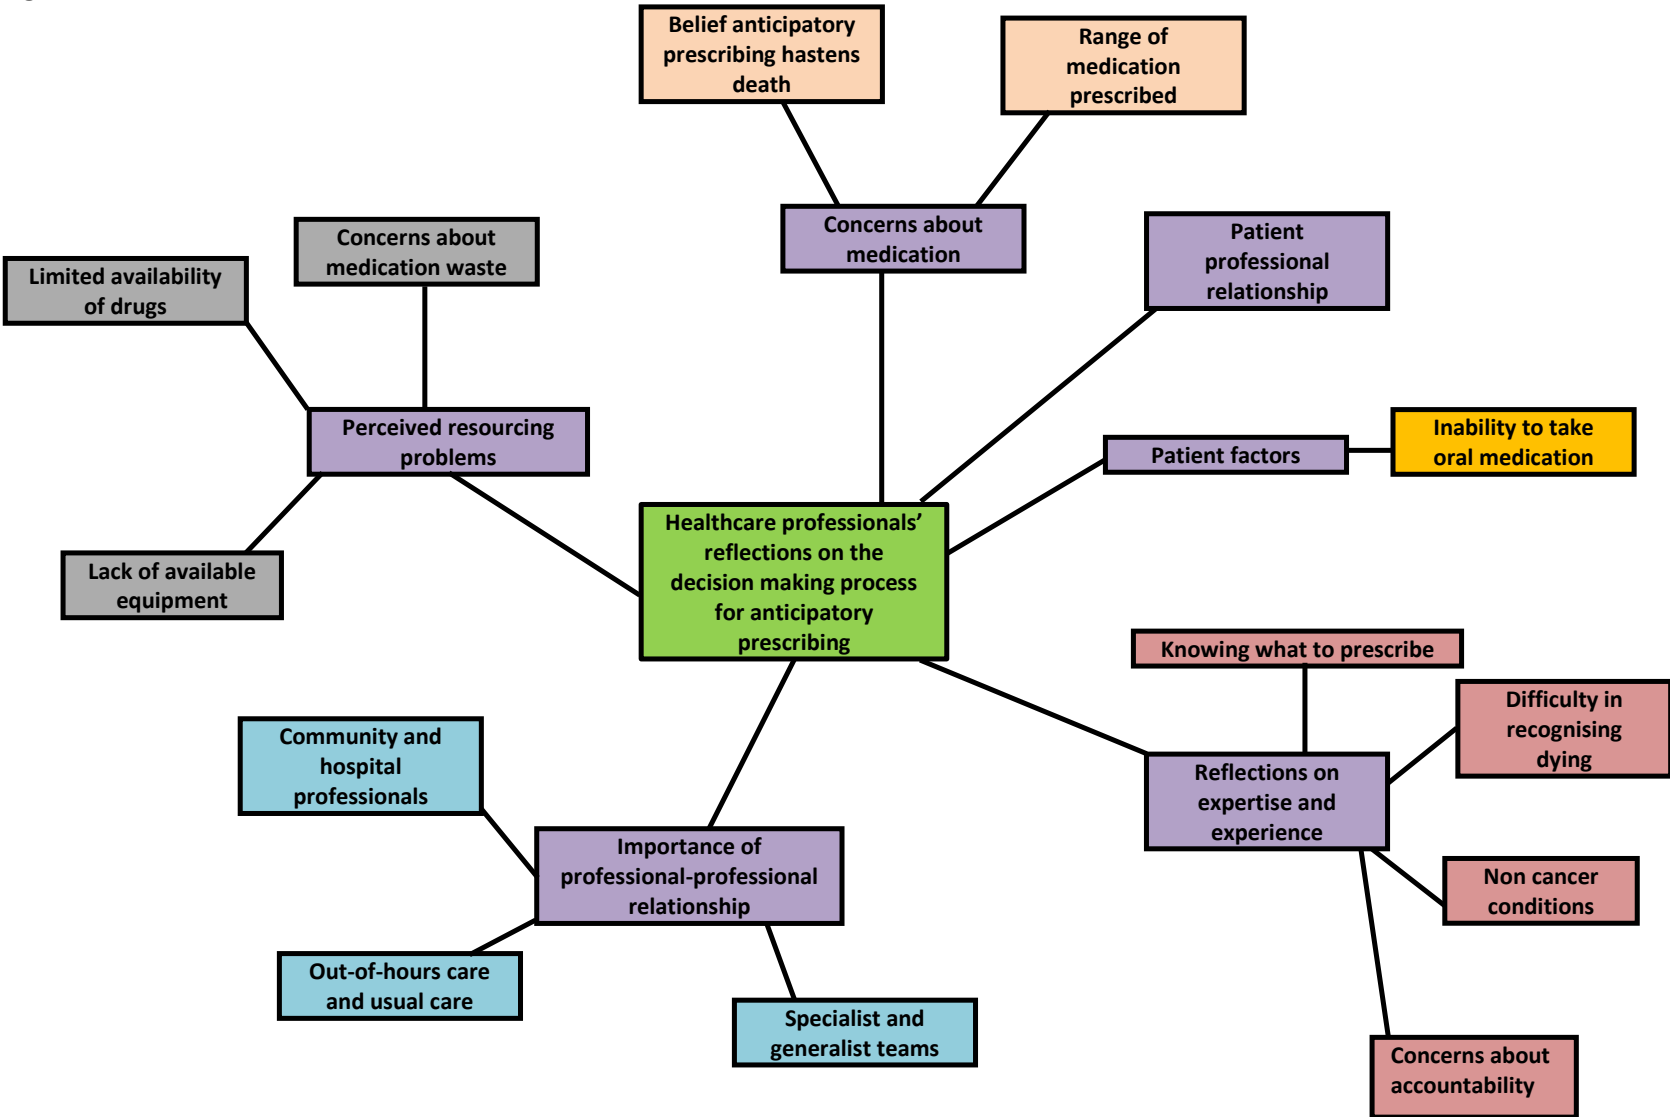 Belief anticipatory
prescribing hastens
death
Range of
medication
prescribed
Concerns about
medication
Patient
professional
relationship
Concerns about
medication waste
Limited availability
of drugs
Perceived resourcing
problems
Lack of available
equipment
Patient factors
Inability to take
oral medication
Healthcare professionals’
reflections on the
decision making process
for anticipatory
prescribing
Knowing what to prescribe
Difficulty in
recognising
dying
Reflections on
expertise and
experience
Non cancer
conditions
Concerns about
accountability
Community and
hospital
professionals
Importance of
professional-professional
relationship
Out-of-hours care
and usual care
Specialist and
generalist teams